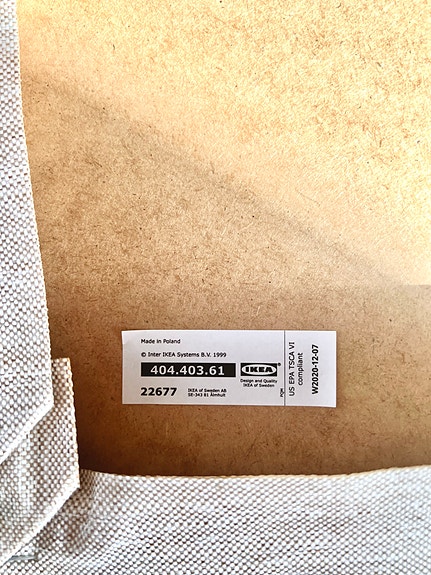 Made in Poland
© Inter IKEA Systems B.V. 1999
404.403.61
IKEA®
Design and Quality
IKEA of Sweden
22677
IKEA of Sweden AB
SE-343 81 Älmhult
US EPA TSCA VI
compliant
W2020-12-07